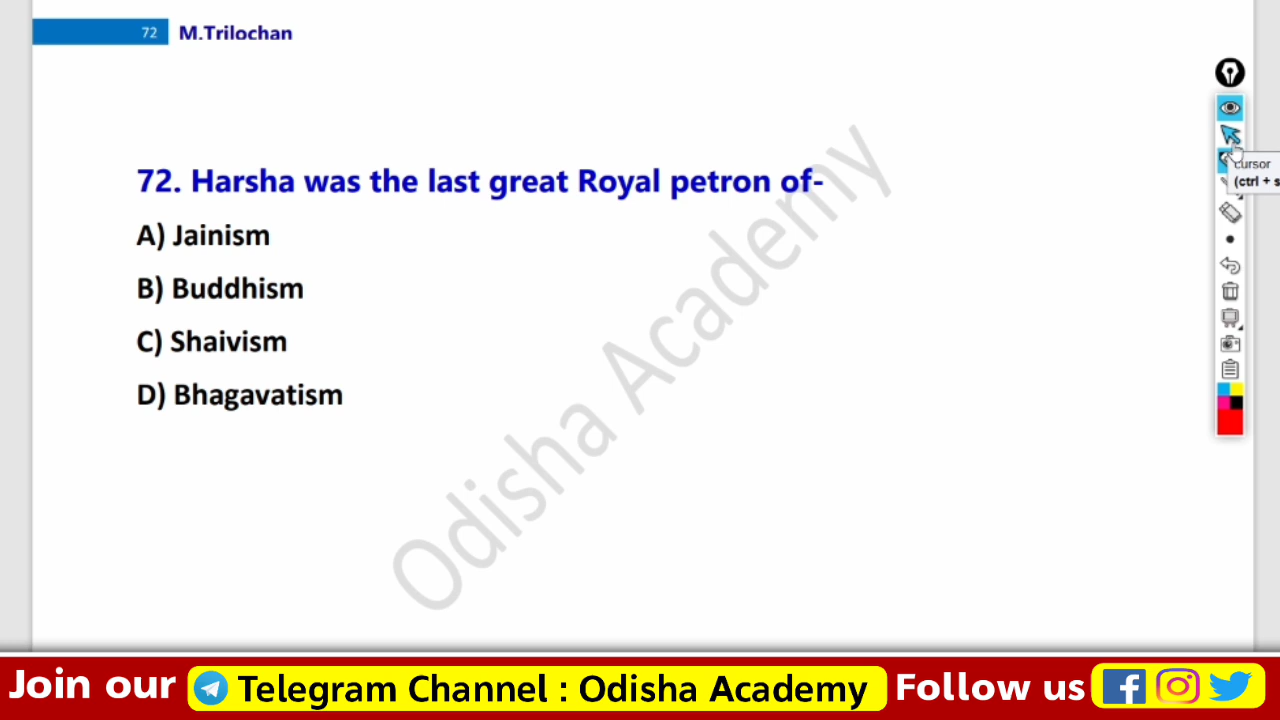 72 M.Trilochan
72. Harsha was the last great Royal petron of-
A) Jainism
B) Buddhism
C) Shaivism
D) Bhagavatism
Odisha Academy
cursor
(ctrl + s
Join our Telegram Channel : Odisha Academy Follow us